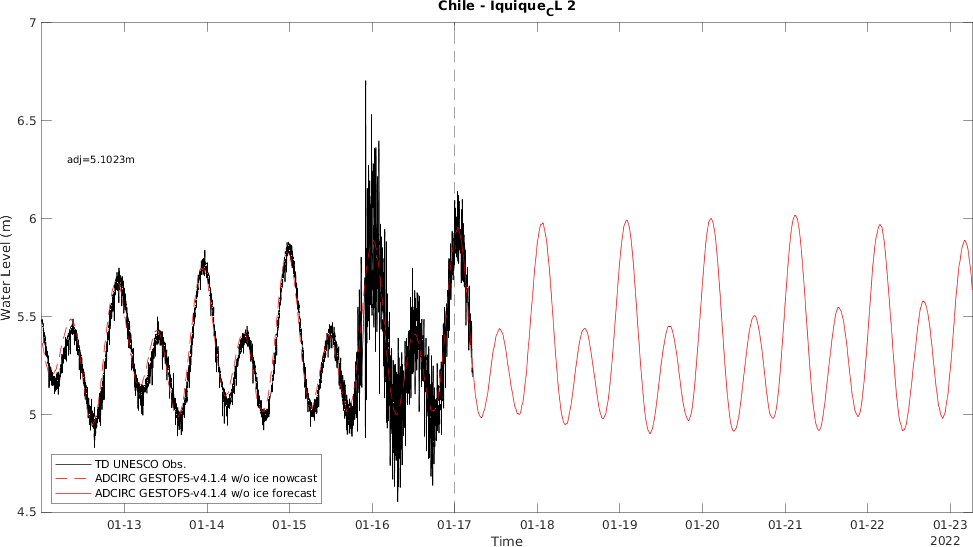 Chile - Iquique_CL 2
7
6.5
6
5.5
5
4.5
Water Level (m)
adj=5.1023m
TD UNESCO Obs.
ADCIRC GESTOFS-v4.1.4 w/o ice nowcast
ADCIRC GESTOFS-v4.1.4 w/o ice forecast
01-13 01-14 01-15 01-16 01-17 01-18 01-19 01-20 01-21 01-22 01-23
Time 2022